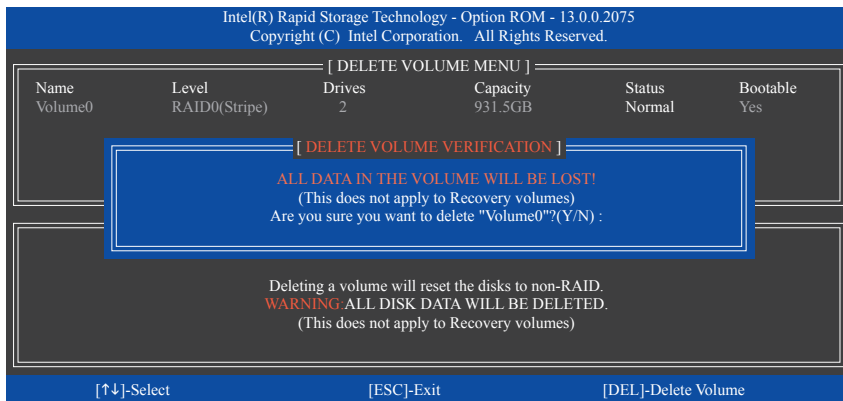 Intel(R) Rapid Storage Technology - Option ROM - 13.0.0.2075
Copyright (C) Intel Corporation. All Rights Reserved.
[ DELETE VOLUME MENU ]
Name Level Drives Capacity Status Bootable
Volume0 RAID0(Stripe) 2 931.5GB Normal Yes
[ DELETE VOLUME VERIFICATION ]
ALL DATA IN THE VOLUME WILL BE LOST!
(This does not apply to Recovery volumes)
Are you sure you want to delete "Volume0"?(Y/N) :
Deleting a volume will reset the disks to non-RAID.
WARNING:ALL DISK DATA WILL BE DELETED.
(This does not apply to Recovery volumes)
[↑↓]-Select [ESC]-Exit [DEL]-Delete Volume